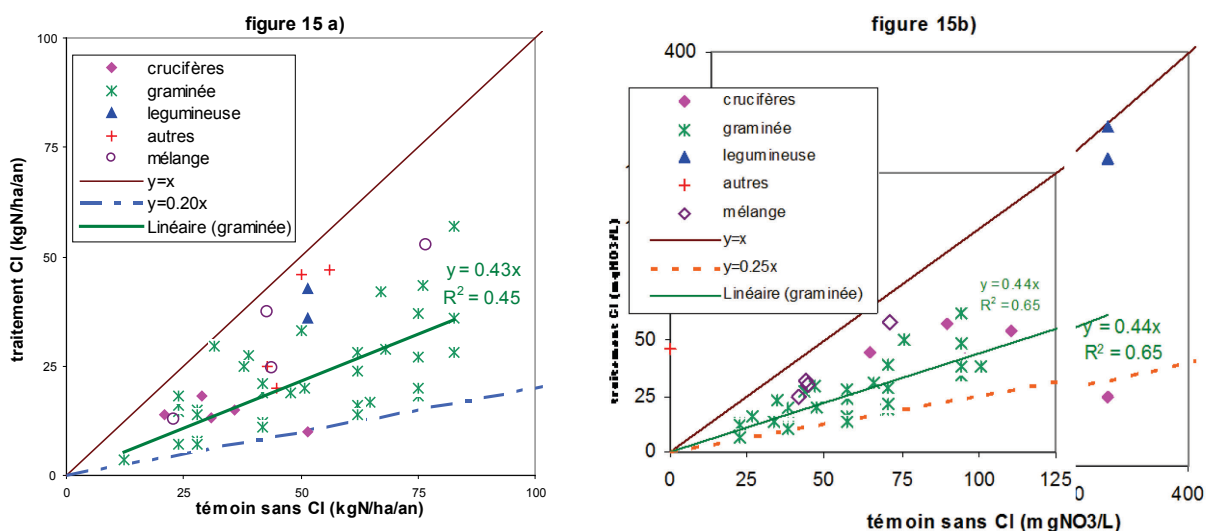 figure 15 a)
100
75
50
25
0
0
25
50
75
100
traitement CI (kgN/ha/an)
témoin sans CI (kgN/ha/an)
crucifères
graminée
legumineuse
autres
mélange
y=x
y=0.20x
Linéaire (graminée)
y = 0.43x
R² = 0.45
figure 15b)
400
crucifères
graminée
legumineuse
autres
mélange
y=x
y=0.25x
Linéaire (graminée)
y = 0.44x
R² = 0.65
y = 0.44x
R² = 0.65
50
25
0
0
25
50
75
100
125
400
traitement CI (mgNO3/L)
témoin sans CI (mgNO3/L)